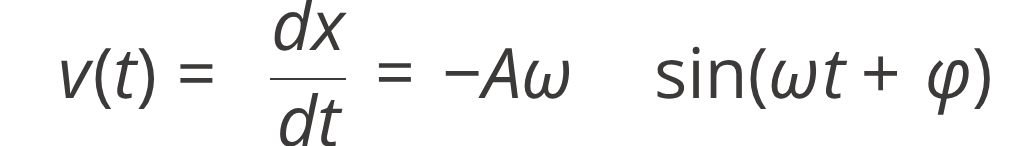 v(t) = dx/dt = −Aω sin(ωt + φ)